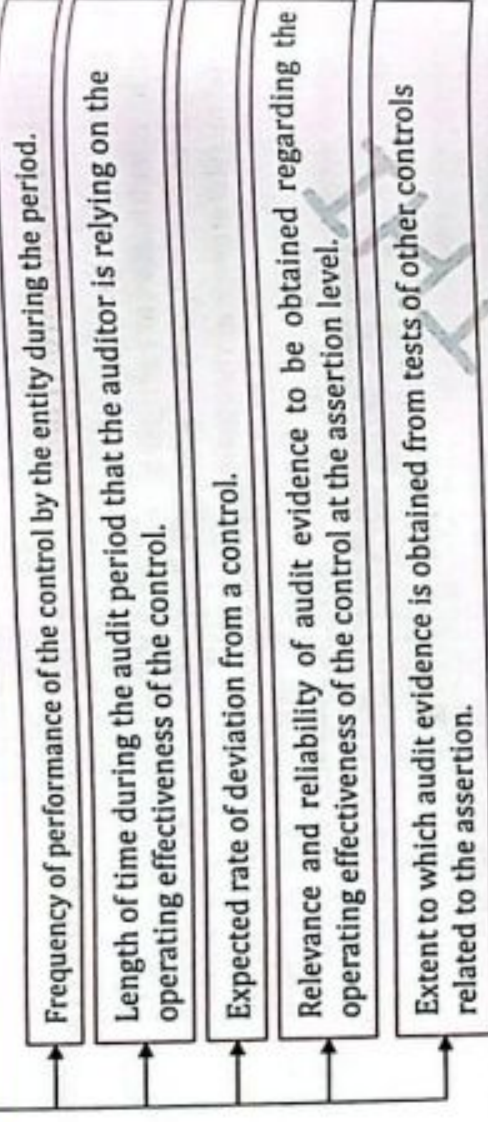 Frequency of performance of the control by the entity during the period.
Length of time during the audit period that the auditor is relying on the
operating effectiveness of the control.
Expected rate of deviation from a control.
Relevance and reliability of audit evidence to be obtained regarding the
operating effectiveness of the control at the assertion level.
Extent to which audit evidence is obtained from tests of other controls
related to the assertion.